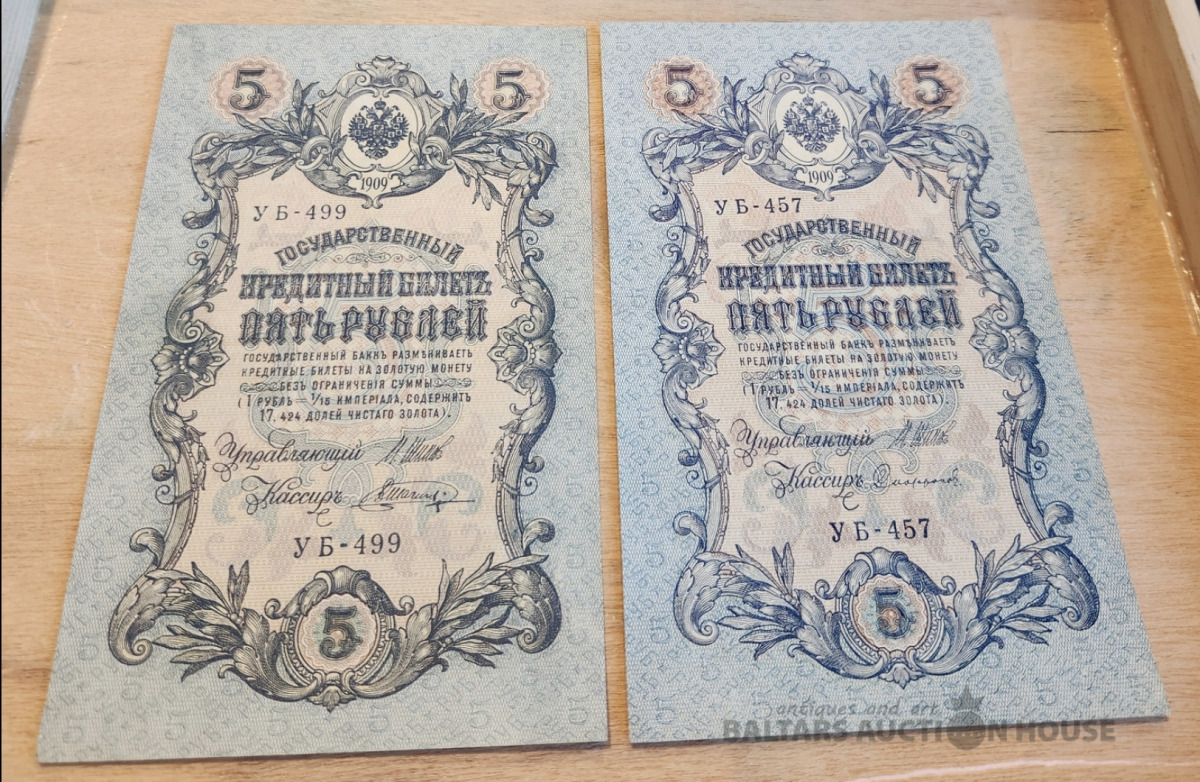 5 5
1909
УБ-499
ГОСУДАРСТВЕННЫЙ
КРЕДИТНЫЙ БИЛЕТЪ
ПЯТЬ РУБЛЕЙ
ГОСУДАРСТВЕННЫЙ БАНКЪ РАЗМѢНИВАЕТЪ
КРЕДИТНЫЕ БИЛЕТЫ НА ЗОЛОТУЮ МОНЕТУ
БЕЗЪ ОГРАНИЧЕНІЯ СУММЫ
(1 РУБЛЬ = 1/15 ИМПЕРІАЛА, СОДЕРЖИТЪ
17,424 ДОЛЕЙ ЧИСТАГО ЗОЛОТА).
Управляющій
Кассиръ
УБ-499
5
5 5
1909
УБ-457
ГОСУДАРСТВЕННЫЙ
КРЕДИТНЫЙ БИЛЕТЪ
ПЯТЬ РУБЛЕЙ
ГОСУДАРСТВЕННЫЙ БАНКЪ РАЗМѢНИВАЕТЪ
КРЕДИТНЫЕ БИЛЕТЫ НА ЗОЛОТУЮ МОНЕТУ
БЕЗЪ ОГРАНИЧЕНІЯ СУММЫ
(1 РУБЛЬ = 1/15 ИМПЕРІАЛА, СОДЕРЖИТЪ
17,424 ДОЛЕЙ ЧИСТАГО ЗОЛОТА).
Управляющій
Кассиръ
УБ-457
5
antiques and art
BALTARS AUCTION HOUSE